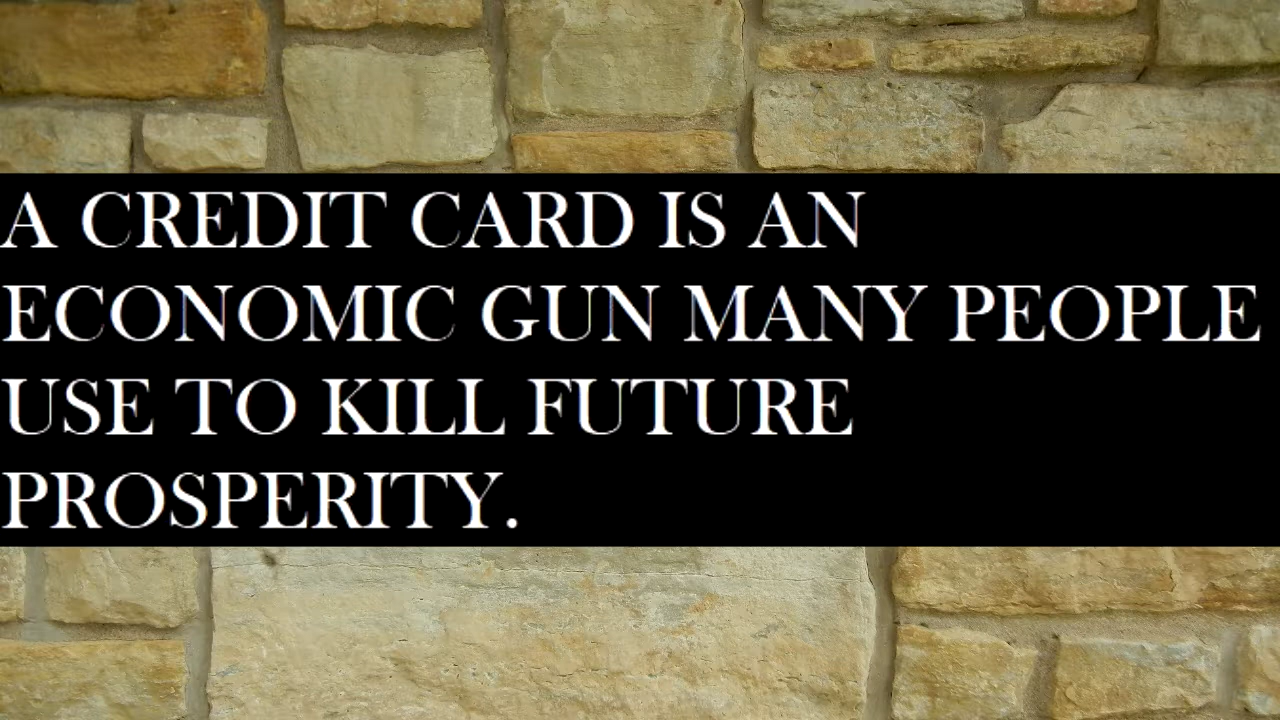 A CREDIT CARD IS AN
ECONOMIC GUN MANY PEOPLE
USE TO KILL FUTURE
PROSPERITY.